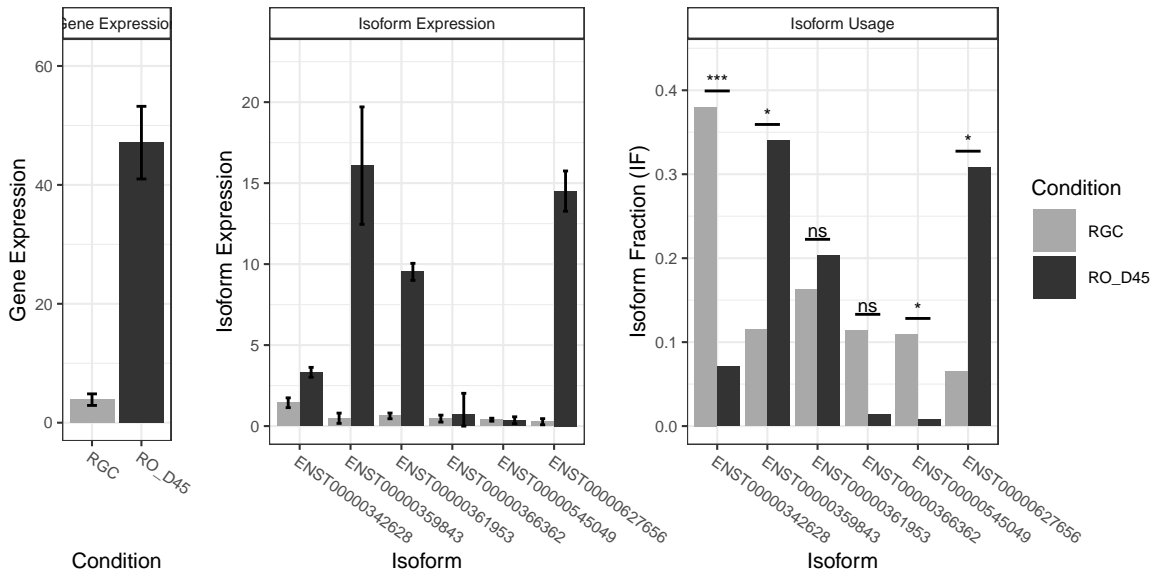 Gene Expression
Isoform Expression
Isoform Usage
Gene Expression
60
40
20
0
RGC
RO_D45
Condition
Isoform Expression
20
15
10
5
0
ENST00000342628
ENST00000359843
ENST00000361953
ENST00000366362
ENST00000545049
ENST00000627656
Isoform
Isoform Fraction (IF)
0.4
0.3
0.2
0.1
0.0
***
*
ns
ns
*
*
ENST00000342628
ENST00000359843
ENST00000361953
ENST00000366362
ENST00000545049
ENST00000627656
Isoform
Condition
RGC
RO_D45